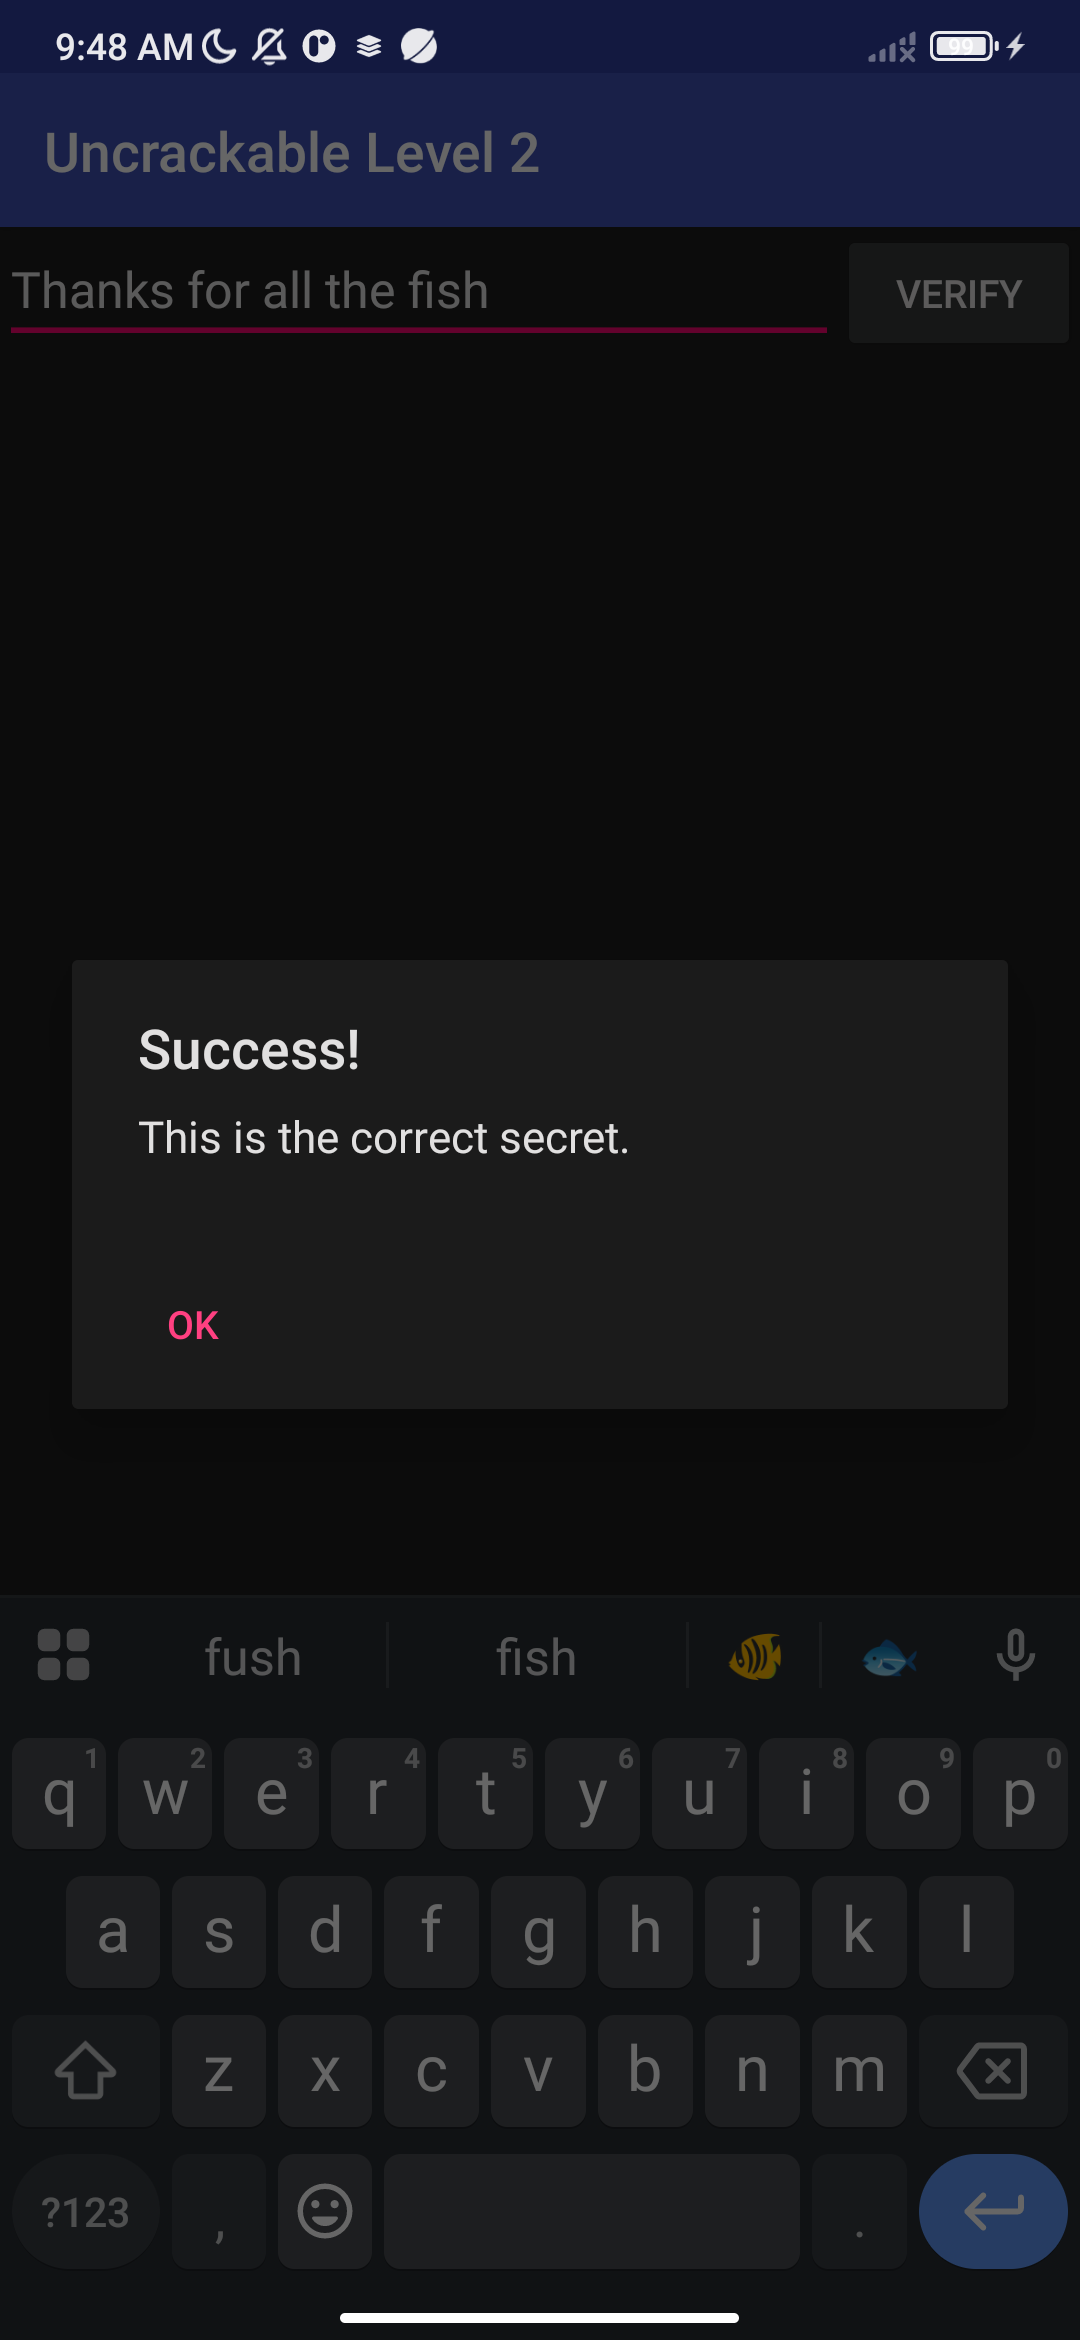 9:48 AM
99
Uncrackable Level 2
Thanks for all the fish
VERIFY
Success!
This is the correct secret.
OK
fush fish
1 2 3 4 5 6 7 8 9 0
q w e r t y u i o p
a s d f g h j k l
z x c v b n m
?123 , .